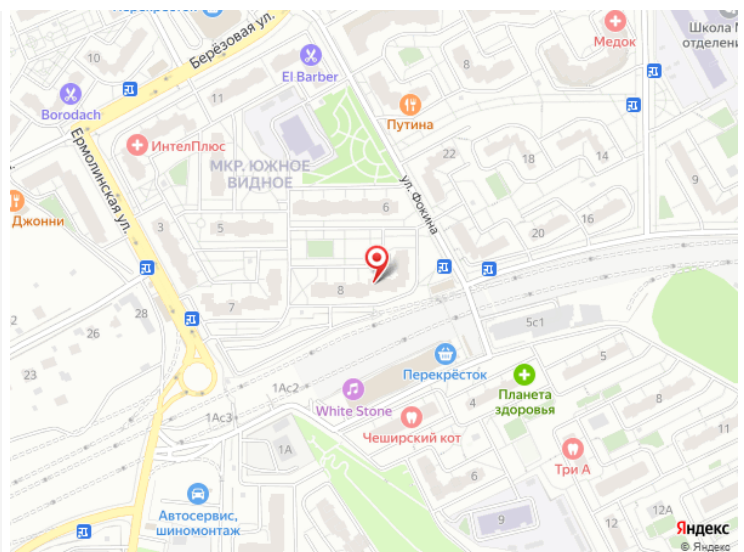 Перекрёсток
Школа №
отделени
Медок
Берёзовая ул.
10
8
El Barber
11
Borodach
Путина
ИнтелПлюс
Ермолинская ул.
МКР. ЮЖНОЕ
ВИДНОЕ
22
18
14
9
ул. Фокина
Джонни
3
5
6
16
20
8
7
28
26
22
23
5с1
Перекрёсток
5
1Ас2
Планета
здоровья
White Stone
4
1Ас3
Чеширский кот
1А
11
6
Три А
Автосервис,
шиномонтаж
9
12
12А
Яндекс
© Яндекс